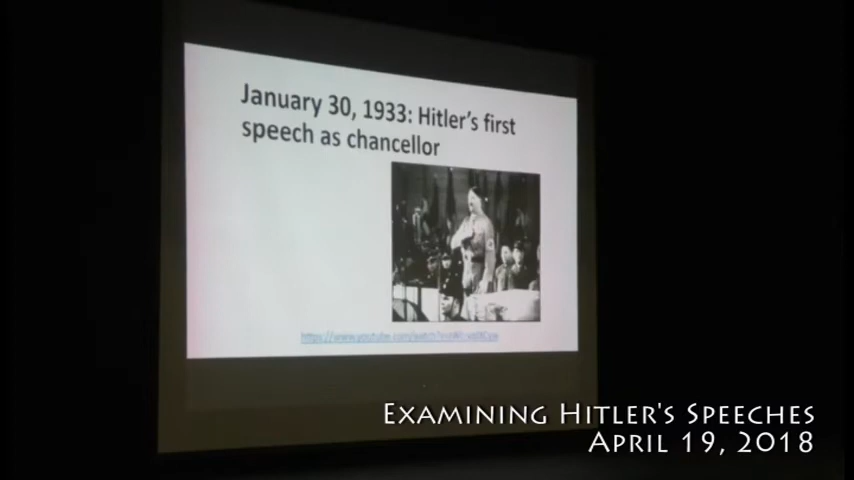 January 30, 1933: Hitler's first
speech as chancellor
EXAMINING HITLER'S SPEECHES
APRIL 19, 2018